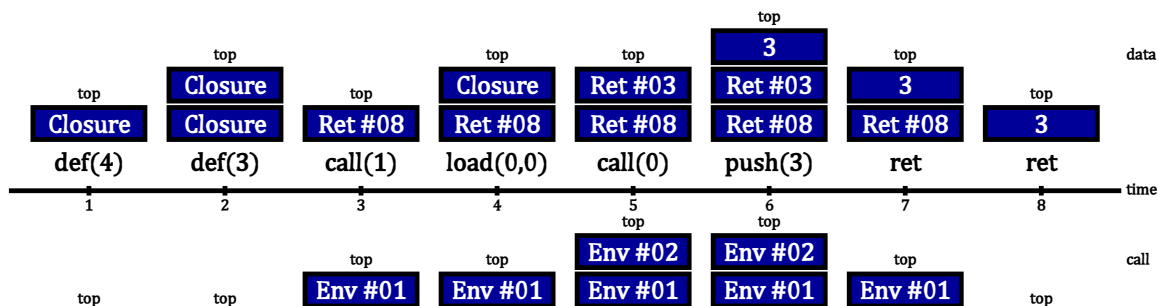 top
top top top top 3 top data
Closure Closure Ret #03 Ret #03 3
top top top
Closure Closure Ret #08 Ret #08 Ret #08 Ret #08 Ret #08 3
def(4) def(3) call(1) load(0,0) call(0) push(3) ret ret
time
1 2 3 4 5 6 7 8
top top
top top Env #02 Env #02 top call
top top Env #01 Env #01 Env #01 Env #01 Env #01 top